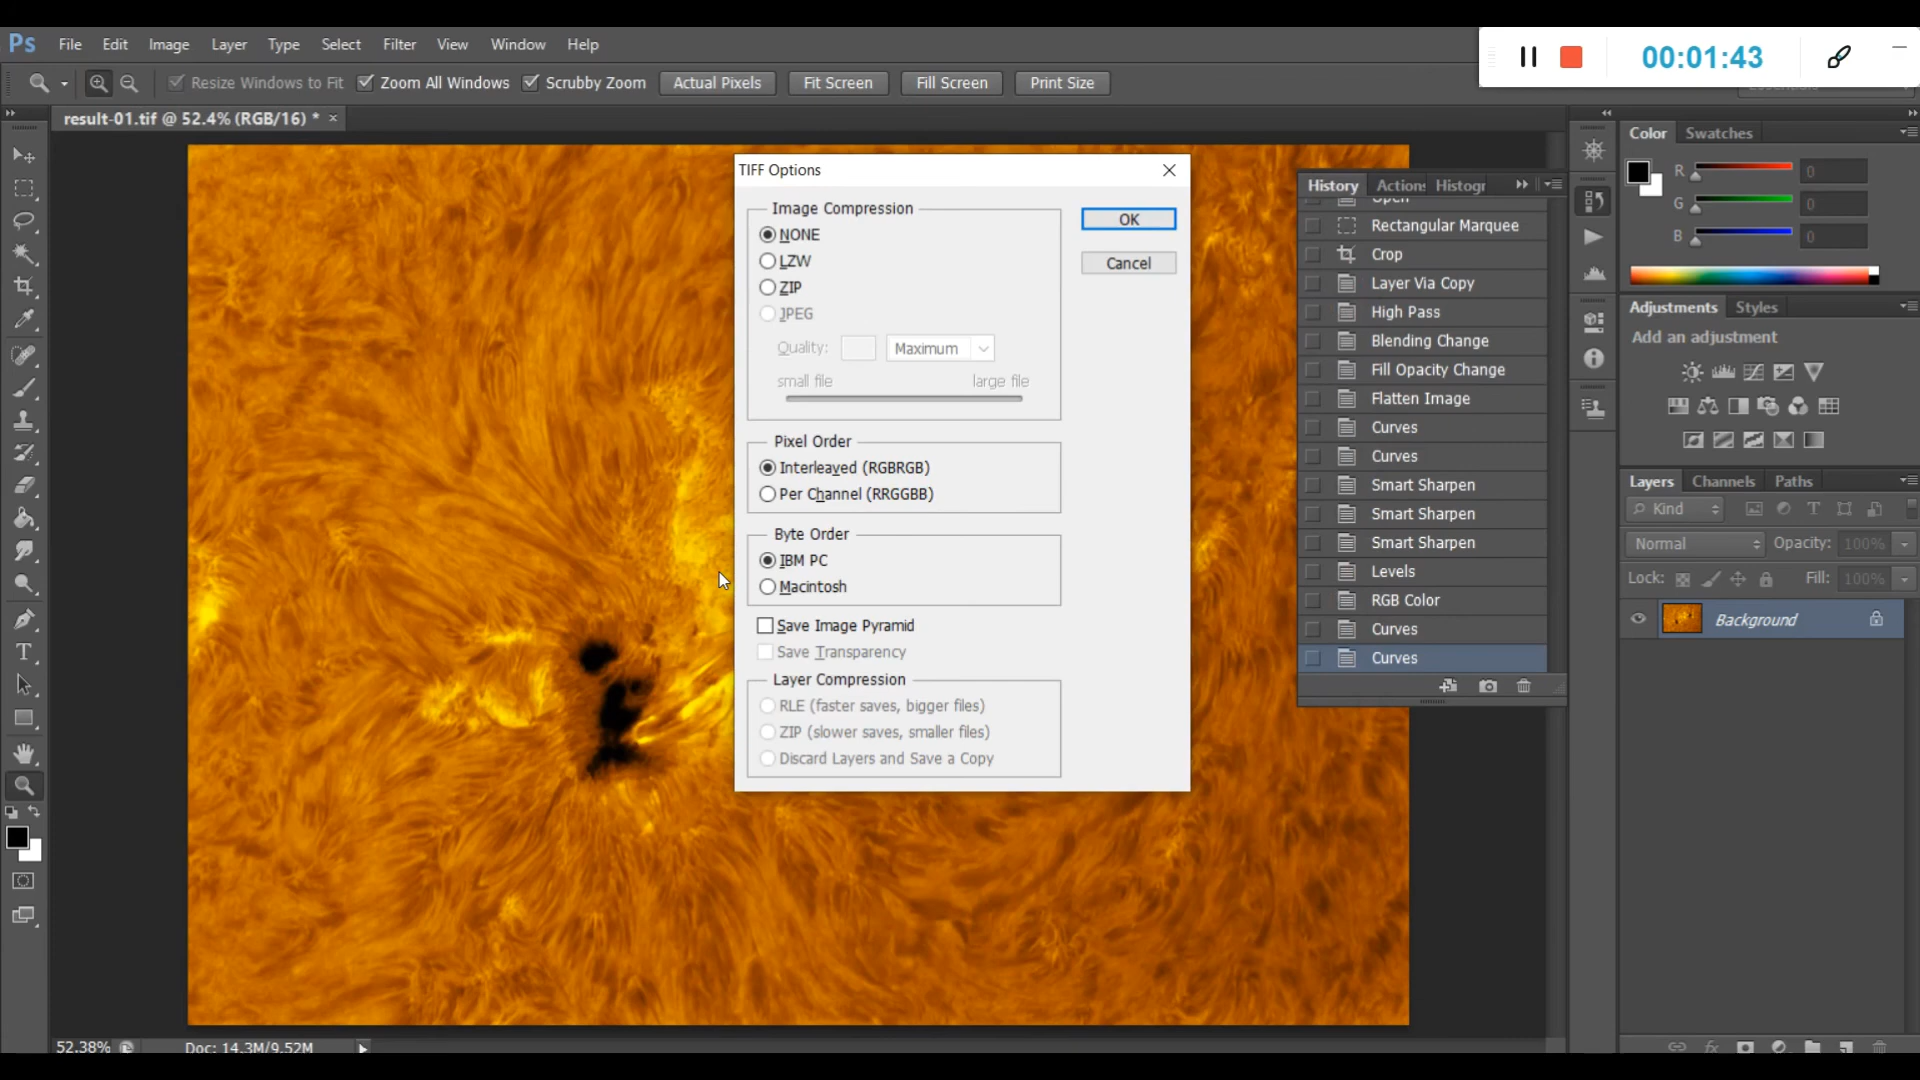 Ps File Edit Image Layer Type Select Filter View Window Help
00:01:43
Resize Windows to Fit Zoom All Windows Scrubby Zoom Actual Pixels Fit Screen Fill Screen Print Size
result-01.tif @ 52.4% (RGB/16) * ×
TIFF Options
Image Compression
NONE
LZW
ZIP
JPEG
Quality: Maximum
small file large file
Pixel Order
Interleaved (RGBRGB)
Per Channel (RRGGBB)
Byte Order
IBM PC
Macintosh
Save Image Pyramid
Save Transparency
Layer Compression
RLE (faster saves, bigger files)
ZIP (slower saves, smaller files)
Discard Layers and Save a Copy
OK
Cancel
History Actions Histogr
Open
Rectangular Marquee
Crop
Layer Via Copy
High Pass
Blending Change
Fill Opacity Change
Flatten Image
Curves
Curves
Smart Sharpen
Smart Sharpen
Smart Sharpen
Levels
RGB Color
Curves
Curves
Color Swatches
R 0
G 0
B 0
Adjustments Styles
Add an adjustment
Layers Channels Paths
Kind
Normal Opacity: 100%
Lock: Fill: 100%
Background
52.38% Doc: 14.3M/9.52M